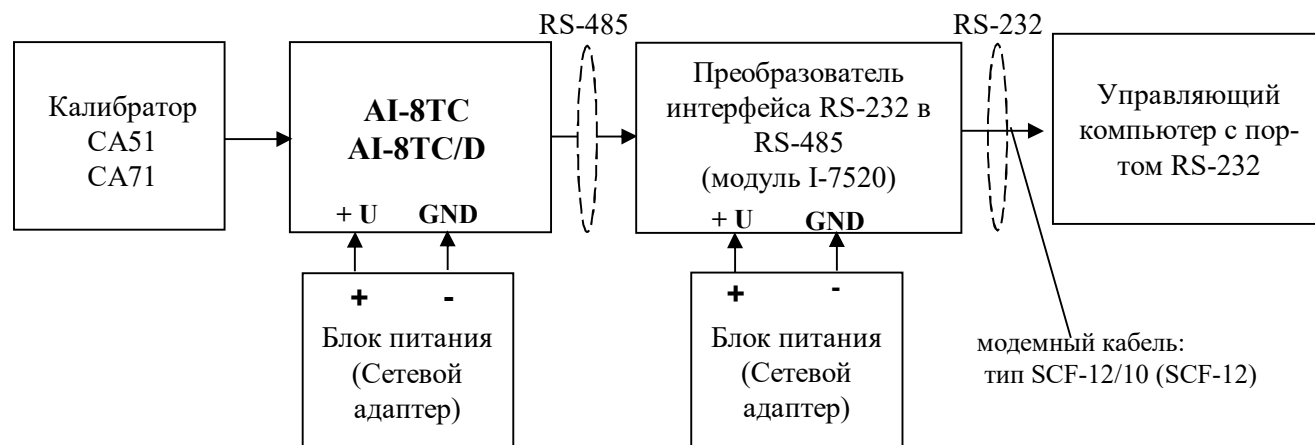 RS-485
RS-232
Калибратор
CA51
CA71
AI-8TC
AI-8TC/D
+ U GND
Преобразователь
интерфейса RS-232 в
RS-485
(модуль I-7520)
+ U GND
Управляющий
компьютер с пор-
том RS-232
+ -
Блок питания
(Сетевой
адаптер)
+ -
Блок питания
(Сетевой
адаптер)
модемный кабель:
тип SCF-12/10 (SCF-12)